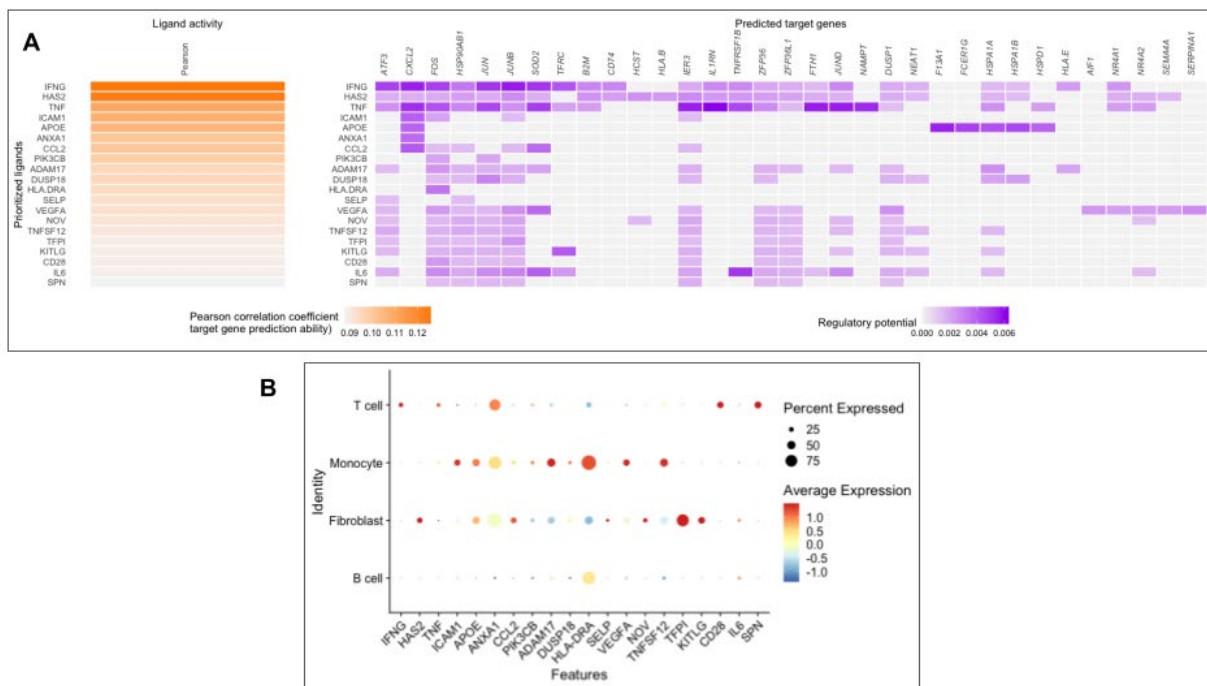 A
Ligand activity
Predicted target genes
Pearson
ATF3
CXCL2
FOS
HSP90AB1
JUN
JUNB
SOD2
TFRC
B2M
CD74
HCST
HLA.B
IER3
IL1RN
TNFRSF1B
ZFP36
ZFP36L1
FTH1
JUND
NAMPT
DUSP1
NEAT1
F13A1
FCER1G
HSPA1A
HSPA1B
HSPD1
HLA.E
AIF1
NR4A1
NR4A2
SEMA4A
SERPINA1
Prioritized ligands
IFNG
HAS2
TNF
ICAM1
APOE
ANXA1
CCL2
PIK3CB
ADAM17
DUSP18
HLA.DRA
SELP
VEGFA
NOV
TNFSF12
TFPI
KITLG
CD28
IL6
SPN
Pearson correlation coefficient
target gene prediction ability)
0.09 0.10 0.11 0.12
Regulatory potential
0.000 0.002 0.004 0.006
B
Identity
T cell
Monocyte
Fibroblast
B cell
Percent Expressed
25
50
75
Average Expression
1.0
0.5
0.0
-0.5
-1.0
IFNG
HAS2
TNF
ICAM1
APOE
ANXA1
CCL2
PIK3CB
ADAM17
DUSP18
HLA-DRA
SELP
VEGFA
NOV
TNFSF12
TFPI
KITLG
CD28
IL6
SPN
Features